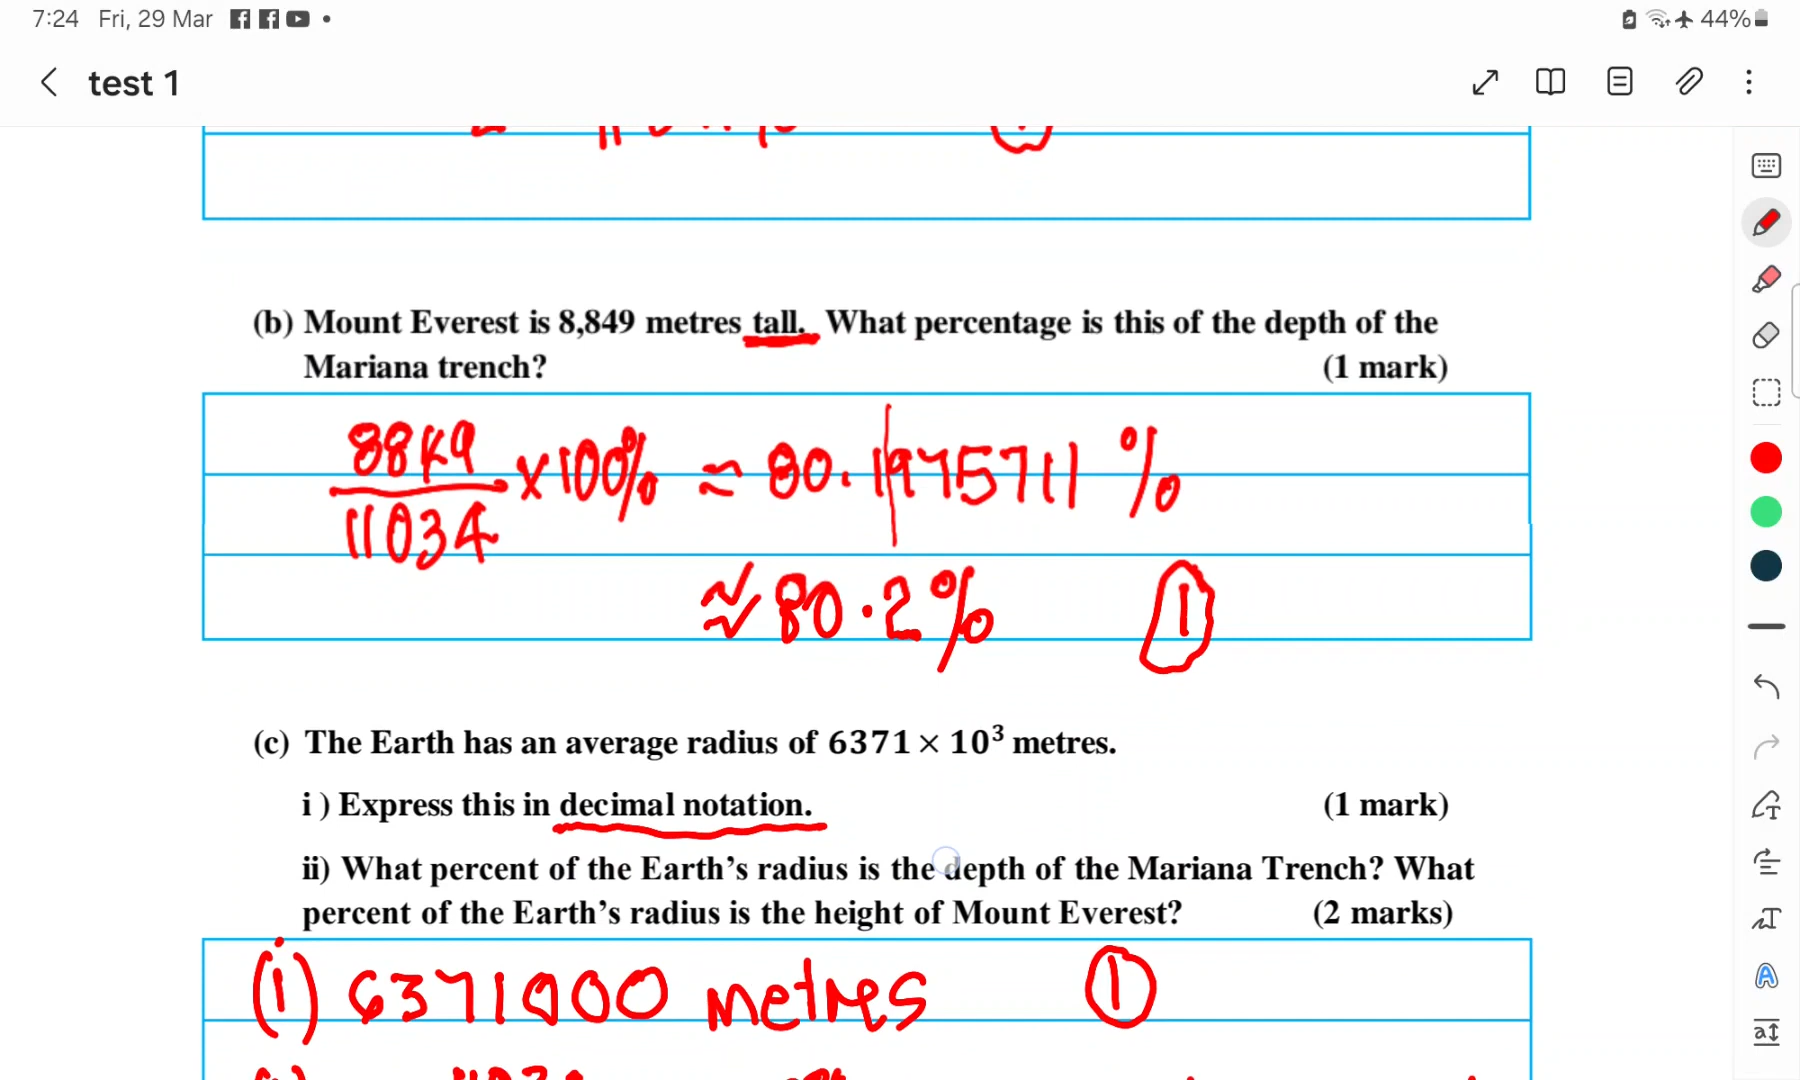 7:24 Fri, 29 Mar
44%
test 1
(b) Mount Everest is 8,849 metres tall. What percentage is this of the depth of the
Mariana trench? (1 mark)
8849
11034
×100% ≈ 80.1975711 %
≈ 80.2% 1
(c) The Earth has an average radius of 6371 × 10³ metres.
i ) Express this in decimal notation. (1 mark)
ii) What percent of the Earth's radius is the depth of the Mariana Trench? What
percent of the Earth's radius is the height of Mount Everest? (2 marks)
(i) 6371000 metres 1